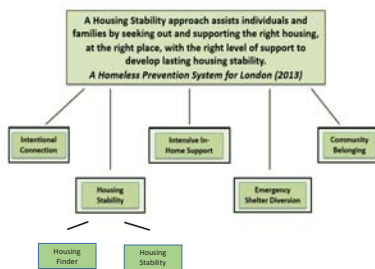 A Housing Stability approach assists individuals and
families by seeking out and supporting the right housing,
at the right place, with the right level of support to
develop lasting housing stability.
A Homeless Prevention System for London (2013)
Intentional
Connection
Intensive In-
Home Support
Community
Belonging
Housing
Stability
Emergency
Shelter Diversion
Housing
Finder
Housing
Stability